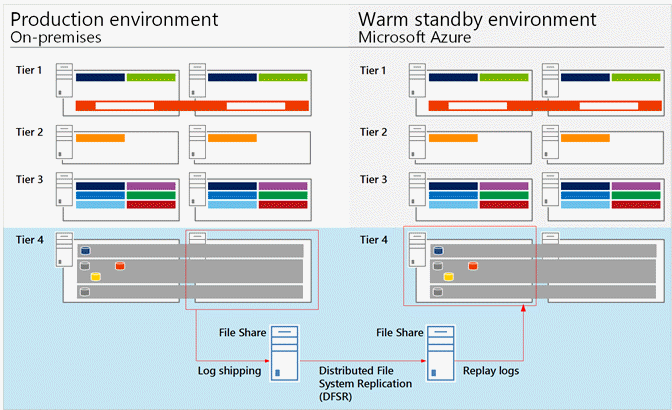 Production environment
On-premises
Warm standby environment
Microsoft Azure
Tier 1
Tier 1
Tier 2
Tier 2
Tier 3
Tier 3
Tier 4
Tier 4
File Share
File Share
Log shipping
Distributed File
System Replication
(DFSR)
Replay logs